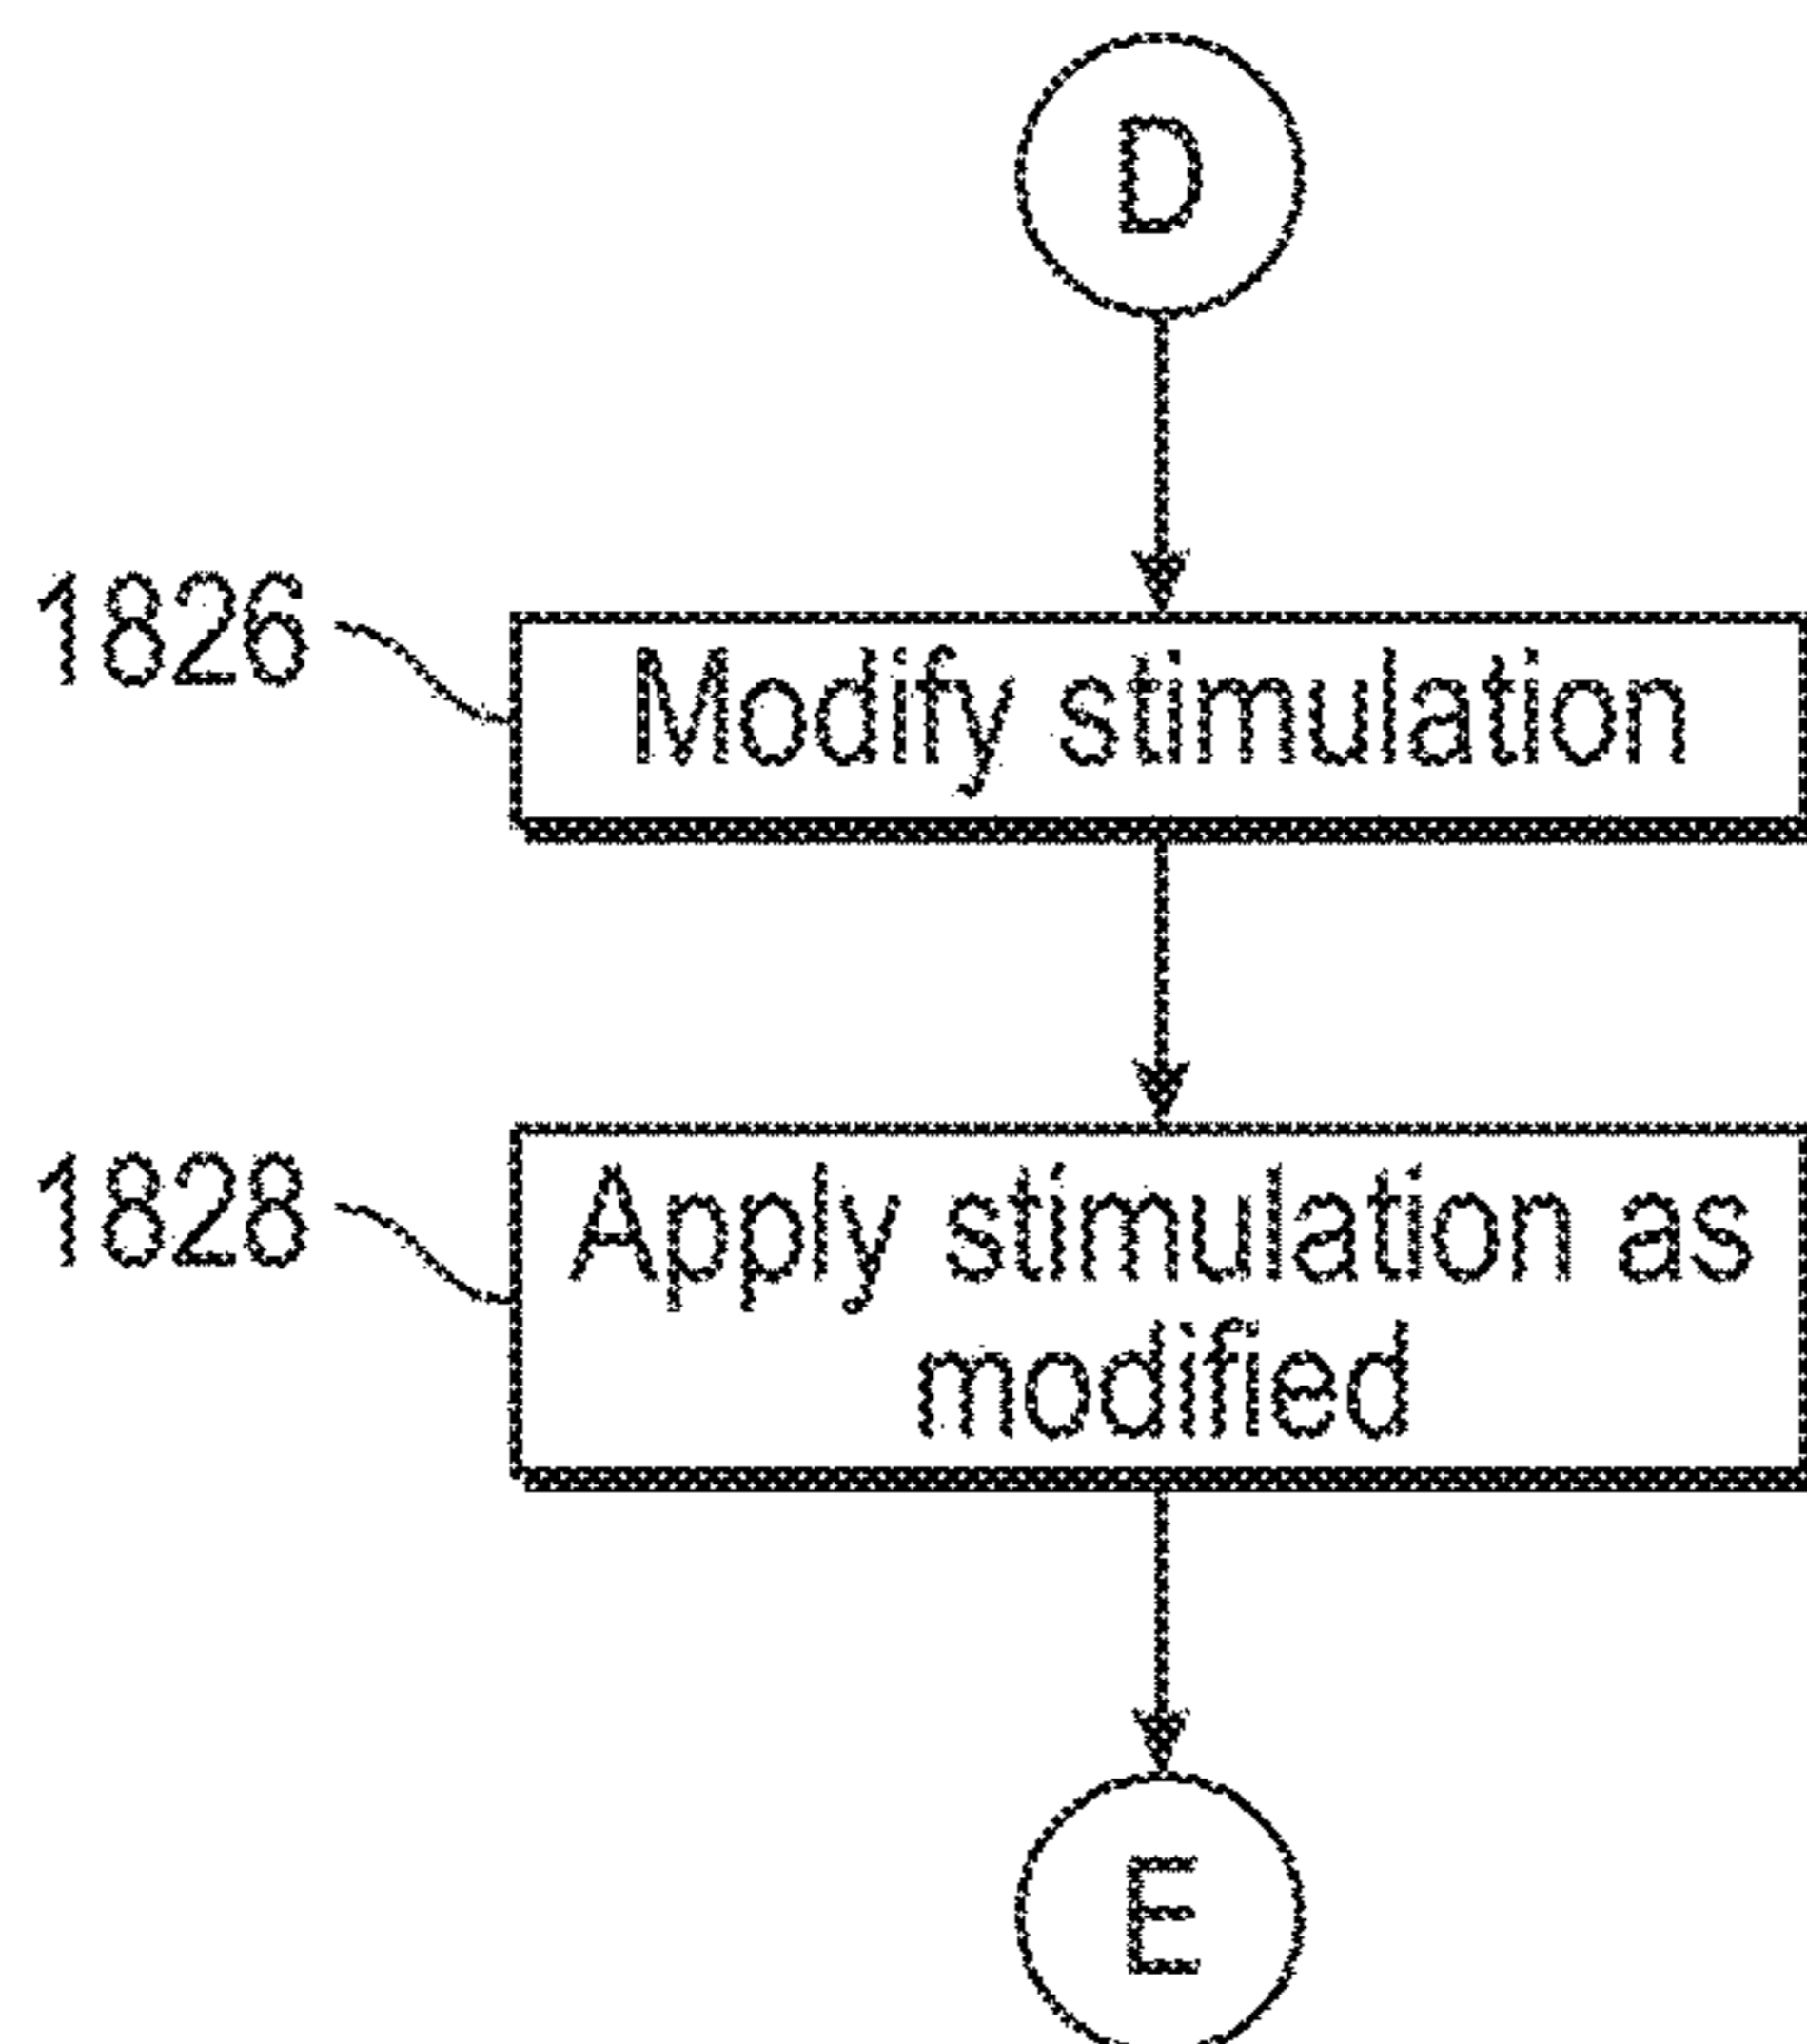 D
1826
Modify stimulation
1828
Apply stimulation as
modified
E